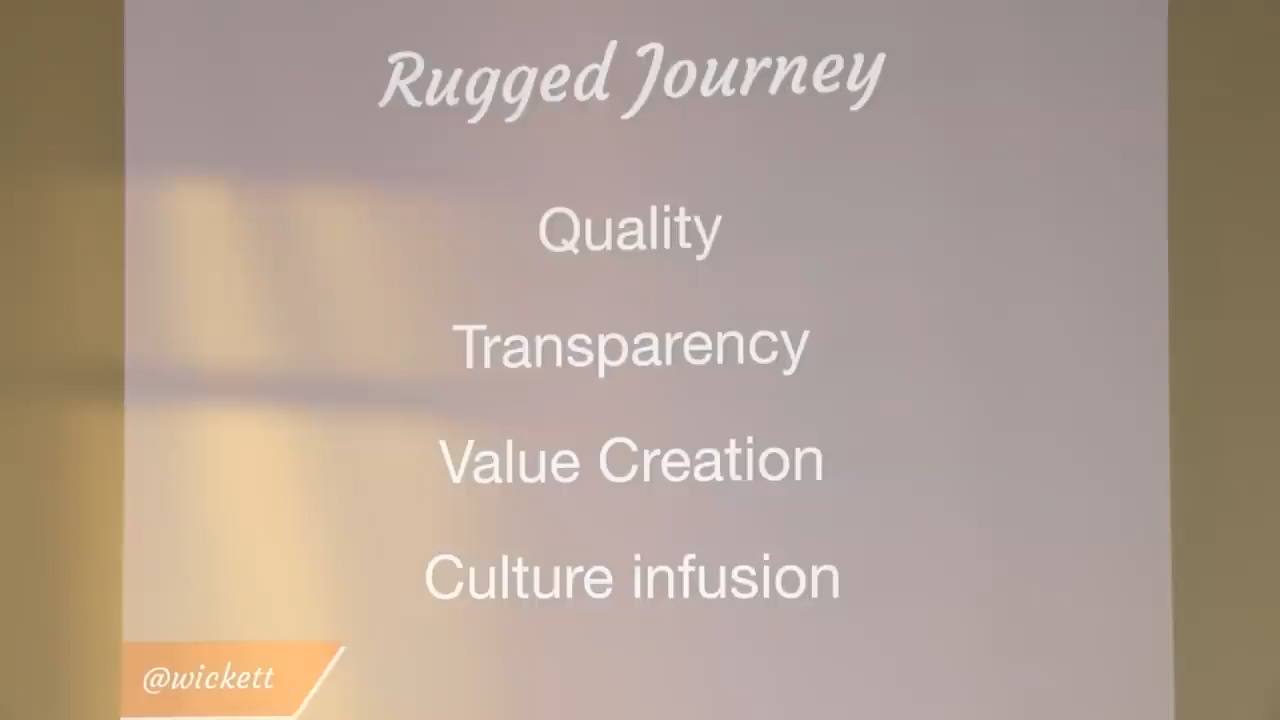 Rugged Journey
Quality
Transparency
Value Creation
Culture infusion
@wickett